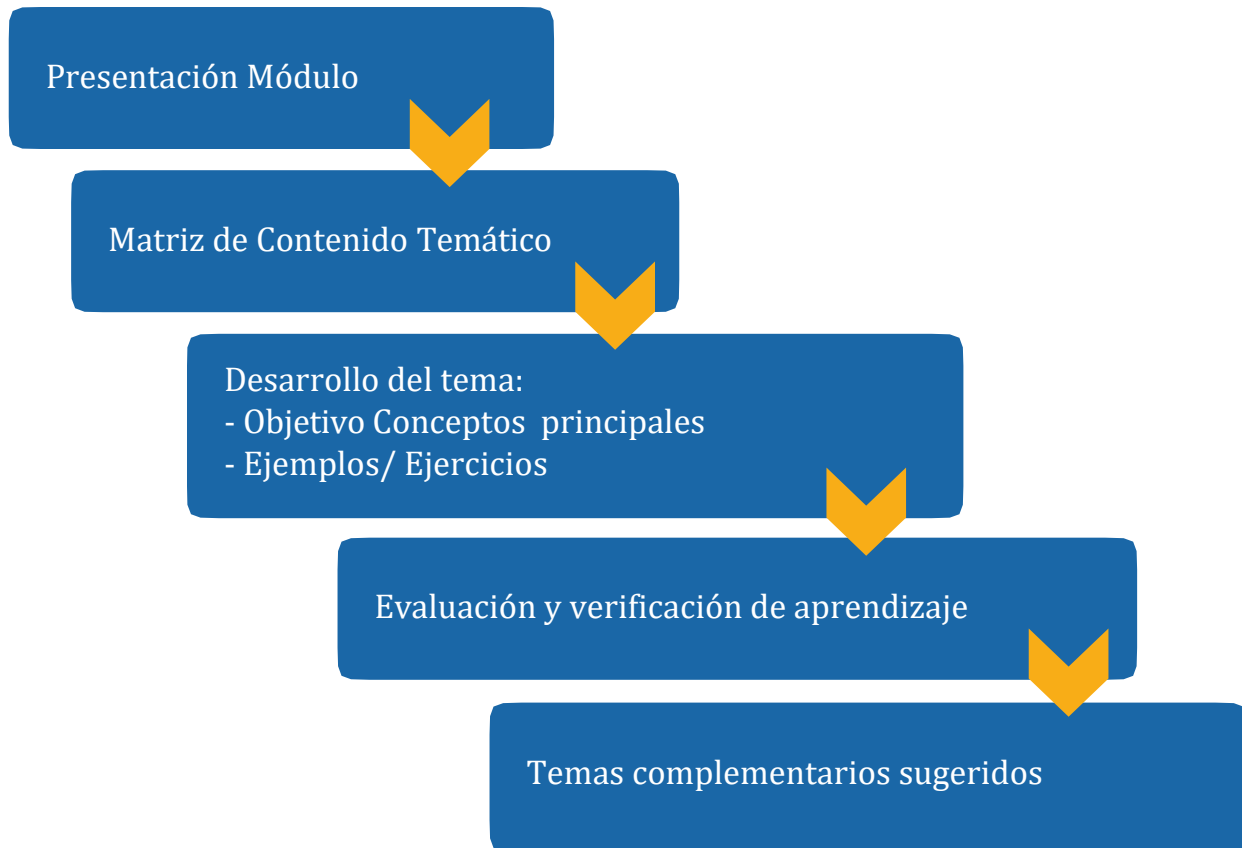 Presentación Módulo
Matriz de Contenido Temático
Desarrollo del tema:
- Objetivo Conceptos  principales
- Ejemplos/ Ejercicios
Evaluación y verificación de aprendizaje
Temas complementarios sugeridos